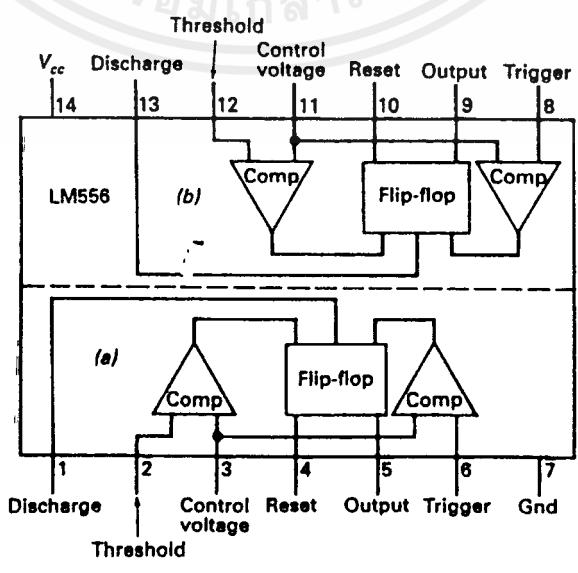 Threshold
Vcc Discharge Control voltage Reset Output Trigger
14 13 12 11 10 9 8
Comp Comp
Flip-flop
LM556 (b)
(a)
Flip-flop
Comp Comp
1 2 3 4 5 6 7
Discharge Control voltage Reset Output Trigger Gnd
Threshold